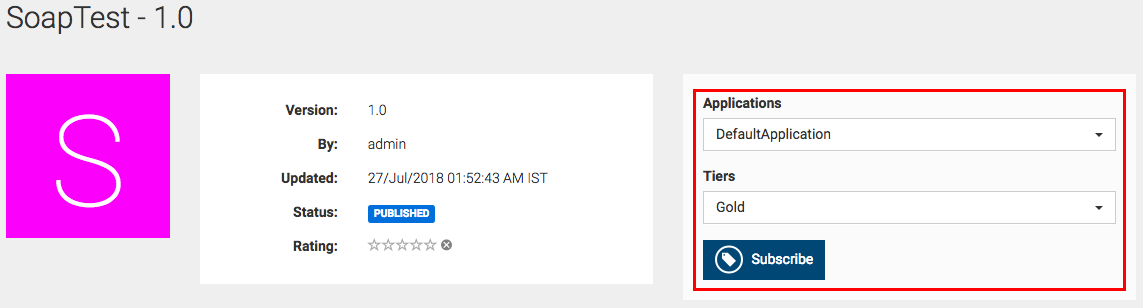 SoapTest - 1.0
S
Version: 1.0
By: admin
Updated: 27/Jul/2018 01:52:43 AM IST
Status: PUBLISHED
Rating:
Applications
DefaultApplication
Tiers
Gold
Subscribe